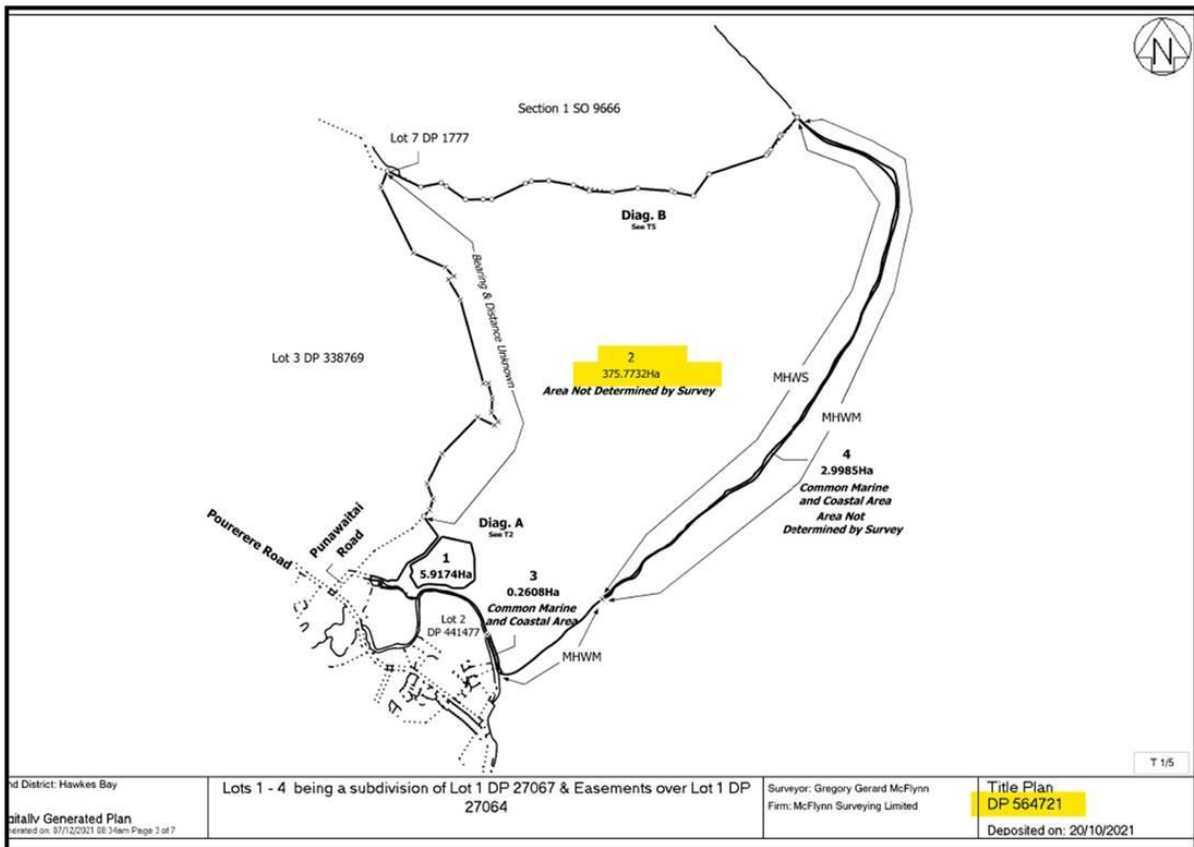 N
Section 1 SO 9666
Lot 7 DP 1777
Diag. B
See T5
Bearing & Distance Unknown
Lot 3 DP 338769
2
375.7732Ha
Area Not Determined by Survey
MHWS
MHWM
4
2.9985Ha
Common Marine
and Coastal Area
Area Not
Determined by Survey
Pourerere Road
Punawaitai
Road
Diag. A
See T2
1
5.9174Ha
3
0.2608Ha
Common Marine
and Coastal Area
Lot 2
DP 441477
MHWM
T 1/5
nd District: Hawkes Bay
gitally Generated Plan
nerated on: 07/12/2021 08:34am Page 3 of 7
Lots 1 - 4 being a subdivision of Lot 1 DP 27067 & Easements over Lot 1 DP
27064
Surveyor: Gregory Gerard McFlynn
Firm: McFlynn Surveying Limited
Title Plan
DP 564721
Deposited on: 20/10/2021